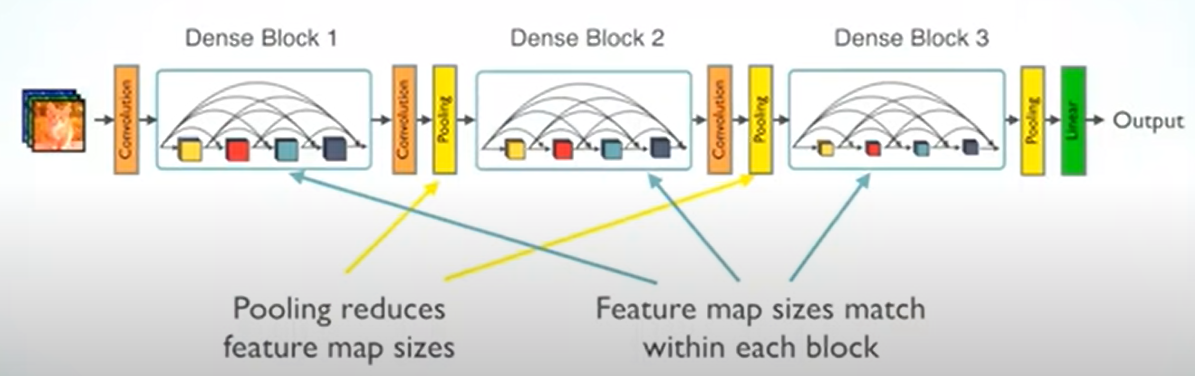 Dense Block 1
Dense Block 2
Dense Block 3
Convolution
Convolution
Pooling
Convolution
Pooling
Pooling
Linear
Output
Pooling reduces
feature map sizes
Feature map sizes match
within each block